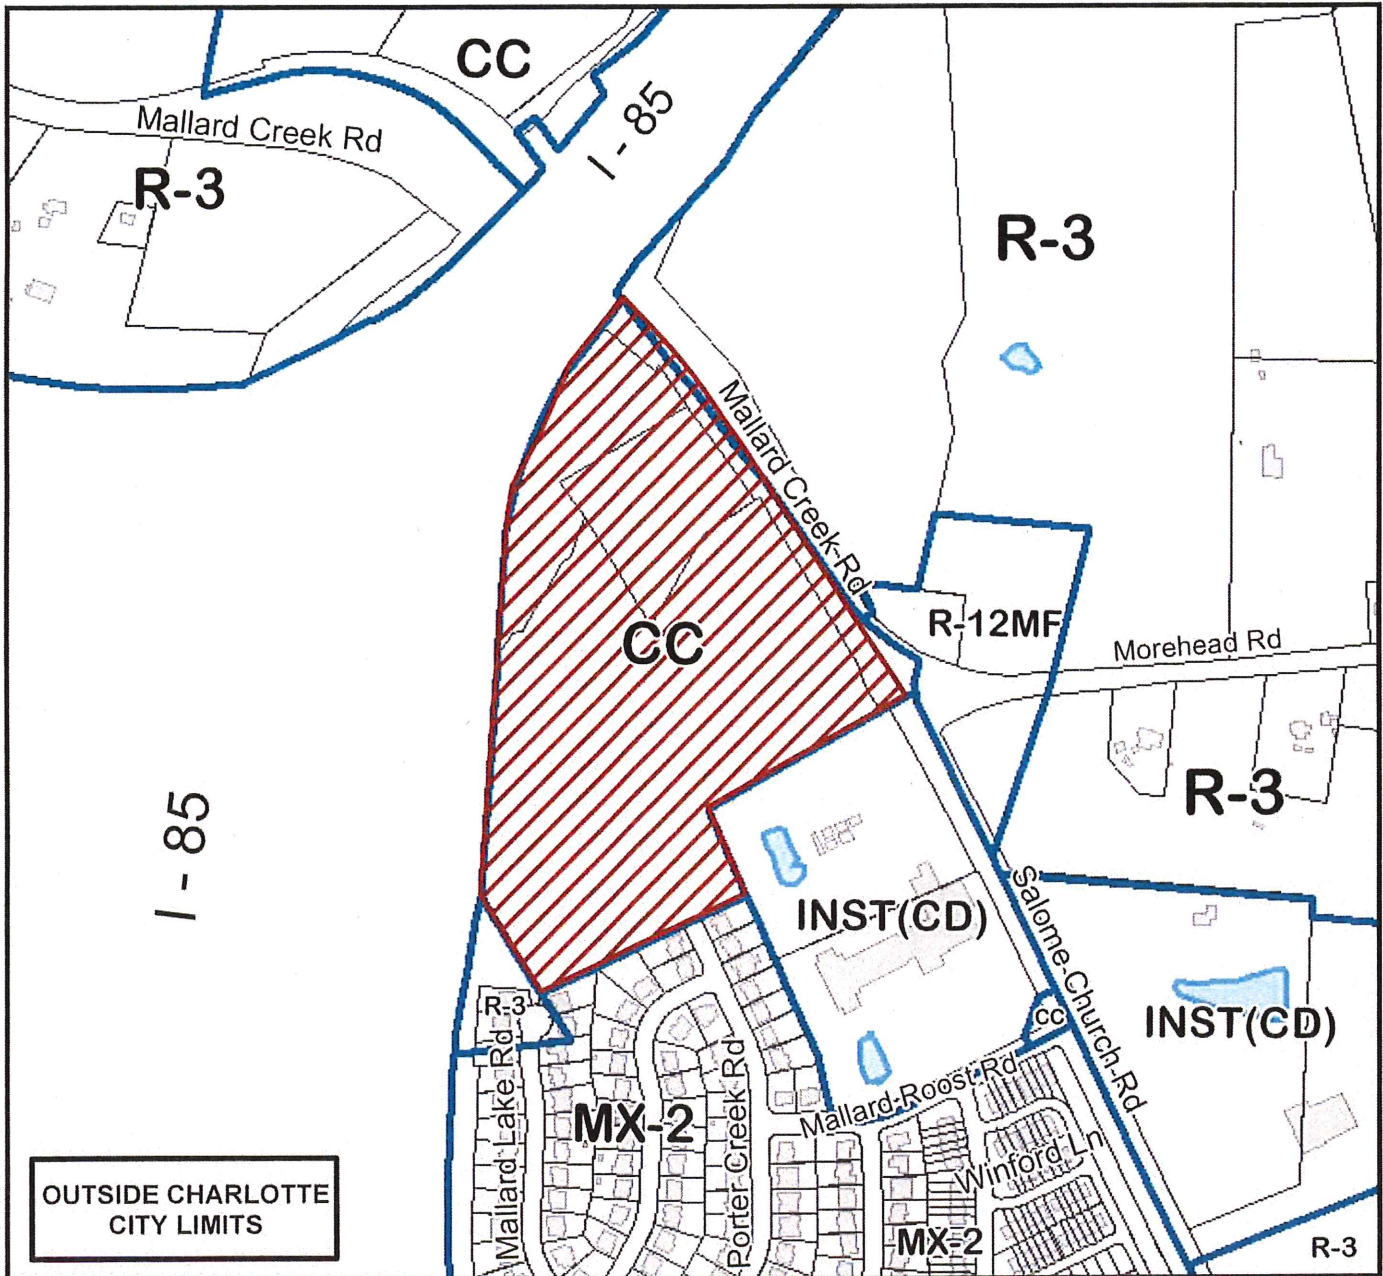 CC
I - 85
Mallard Creek Rd
R-3
R-3
Mallard Creek Rd
R-12MF
Morehead Rd
CC
R-3
I - 85
INST(CD)
Salome Church Rd
R-3
CC
INST(CD)
Mallard Lake Rd
Porter Creek Rd
Mallard Roost Rd
MX-2
Winford Ln
OUTSIDE CHARLOTTE
CITY LIMITS
MX-2
R-3